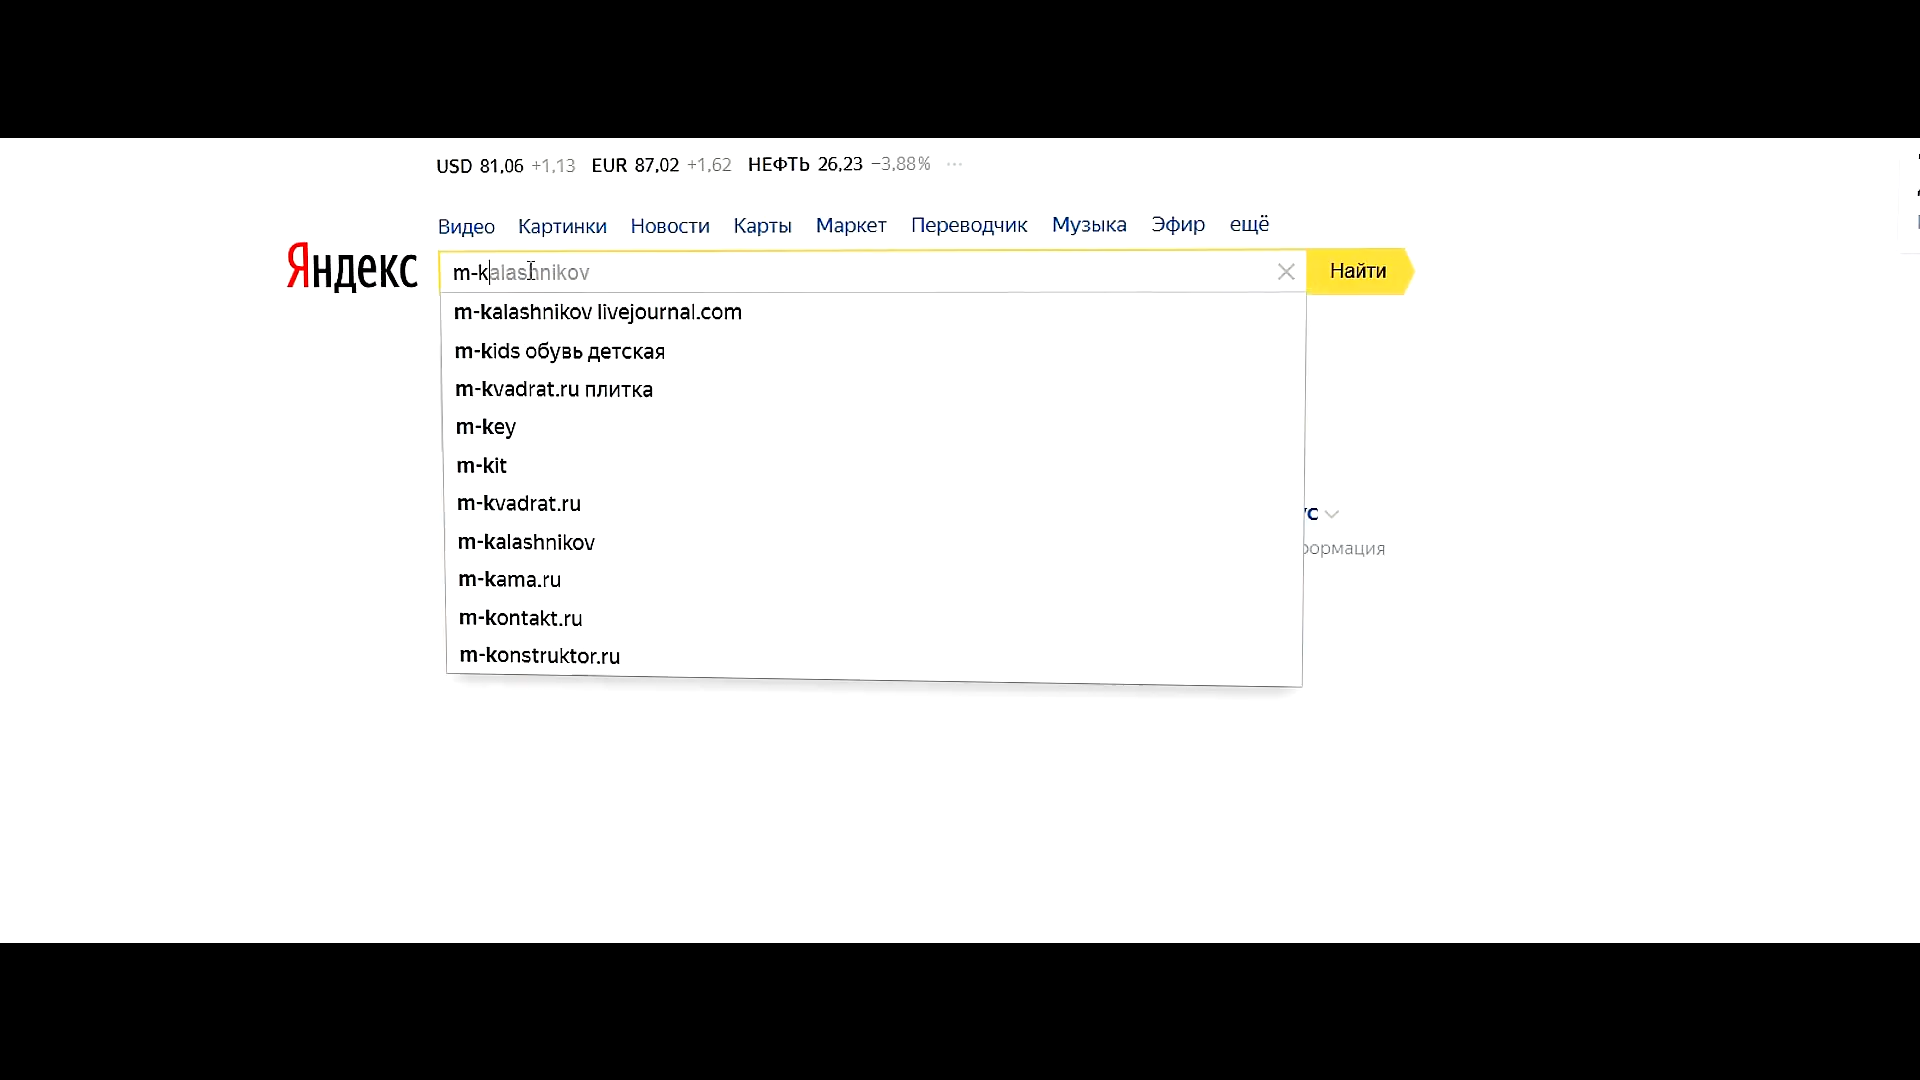 USD 81,06 +1,13 EUR 87,02 +1,62 НЕФТЬ 26,23 −3,88% ···
Видео Картинки Новости Карты Маркет Переводчик Музыка Эфир ещё
Яндекс m-kalashnikov Найти
m-kalashnikov livejournal.com
m-kids обувь детская
m-kvadrat.ru плитка
m-key
m-kit
m-kvadrat.ru
m-kalashnikov
m-kama.ru
m-kontakt.ru
m-konstruktor.ru